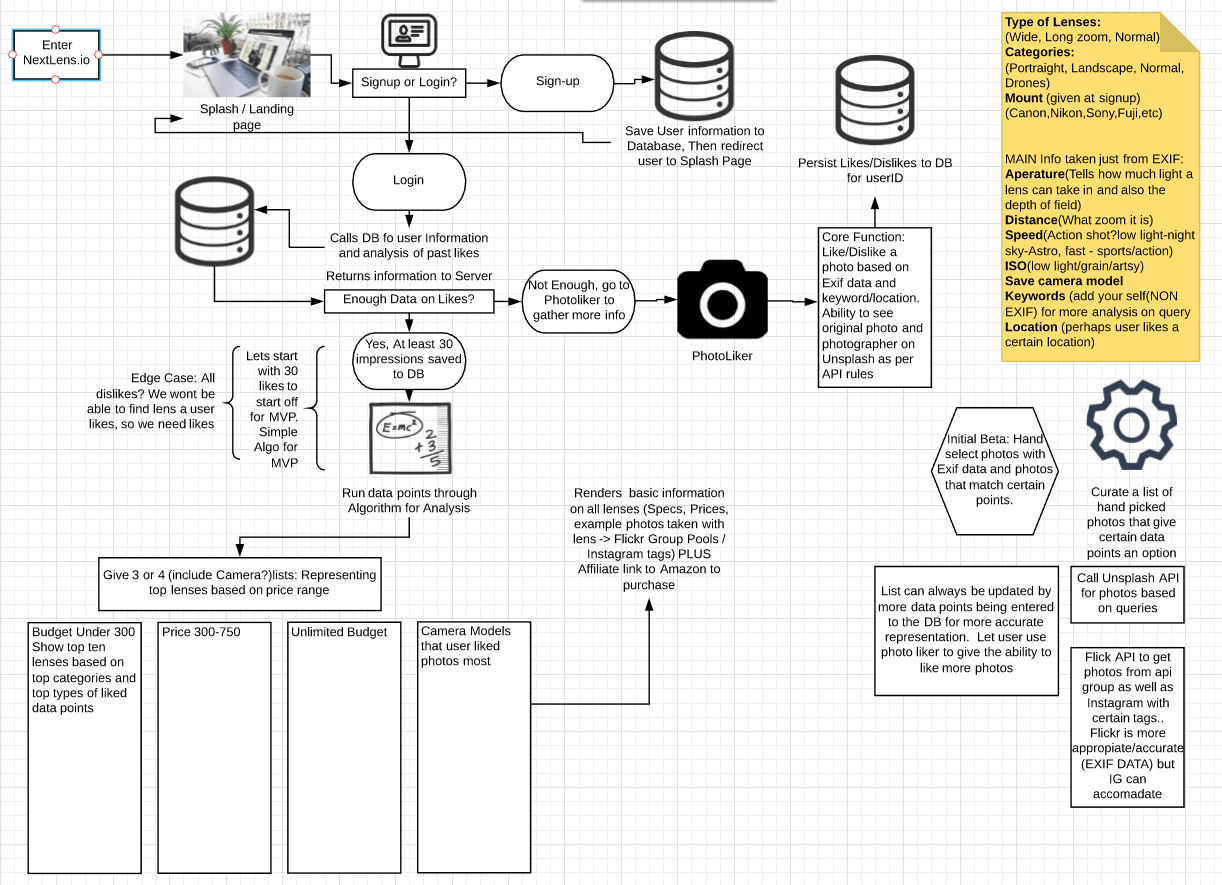 Enter
NextLens.io
Splash / Landing
page
Signup or Login?
Sign-up
Save User information to
Database, Then redirect
user to Splash Page
Persist Likes/Dislikes to DB
for userID
Login
Calls DB fo user Information
and analysis of past likes
Returns information to Server
Enough Data on Likes?
Not Enough, go to
Photoliker to
gather more info
PhotoLiker
Core Function:
Like/Dislike a
photo based on
Exif data and
keyword/location.
Ability to see
original photo and
photographer on
Unsplash as per
API rules
Yes, At least 30
impressions saved
to DB
Lets start
with 30
likes to
start off
for MVP.
Simple
Algo for
MVP
Edge Case: All
dislikes? We wont be
able to find lens a user
likes, so we need likes
E=mc²
2
+3
5
Run data points through
Algorithm for Analysis
Give 3 or 4 (include Camera?)lists: Representing
top lenses based on price range
Budget Under 300
Show top ten
lenses based on
top categories and
top types of liked
data points
Price 300-750
Unlimited Budget
Camera Models
that user liked
photos most
Renders basic information
on all lenses (Specs, Prices,
example photos taken with
lens -> Flickr Group Pools /
Instagram tags) PLUS
Affiliate link to Amazon to
purchase
Type of Lenses:
(Wide, Long zoom, Normal)
Categories:
(Portraight, Landscape, Normal,
Drones)
Mount (given at signup)
(Canon,Nikon,Sony,Fuji,etc)
MAIN Info taken just from EXIF:
Aperature(Tells how much light a
lens can take in and also the
depth of field)
Distance(What zoom it is)
Speed(Action shot?low light-night
sky-Astro, fast - sports/action)
ISO(low light/grain/artsy)
Save camera model
Keywords (add your self(NON
EXIF) for more analysis on query
Location (perhaps user likes a
certain location)
Initial Beta: Hand
select photos with
Exif data and photos
that match certain
points.
Curate a list of
hand picked
photos that give
certain data
points an option
List can always be updated by
more data points being entered
to the DB for more accurate
representation. Let user use
photo liker to give the ability to
like more photos
Call Unsplash API
for photos based
on queries
Flick API to get
photos from api
group as well as
Instagram with
certain tags..
Flickr is more
appropiate/accurate
(EXIF DATA) but
IG can
accomadate